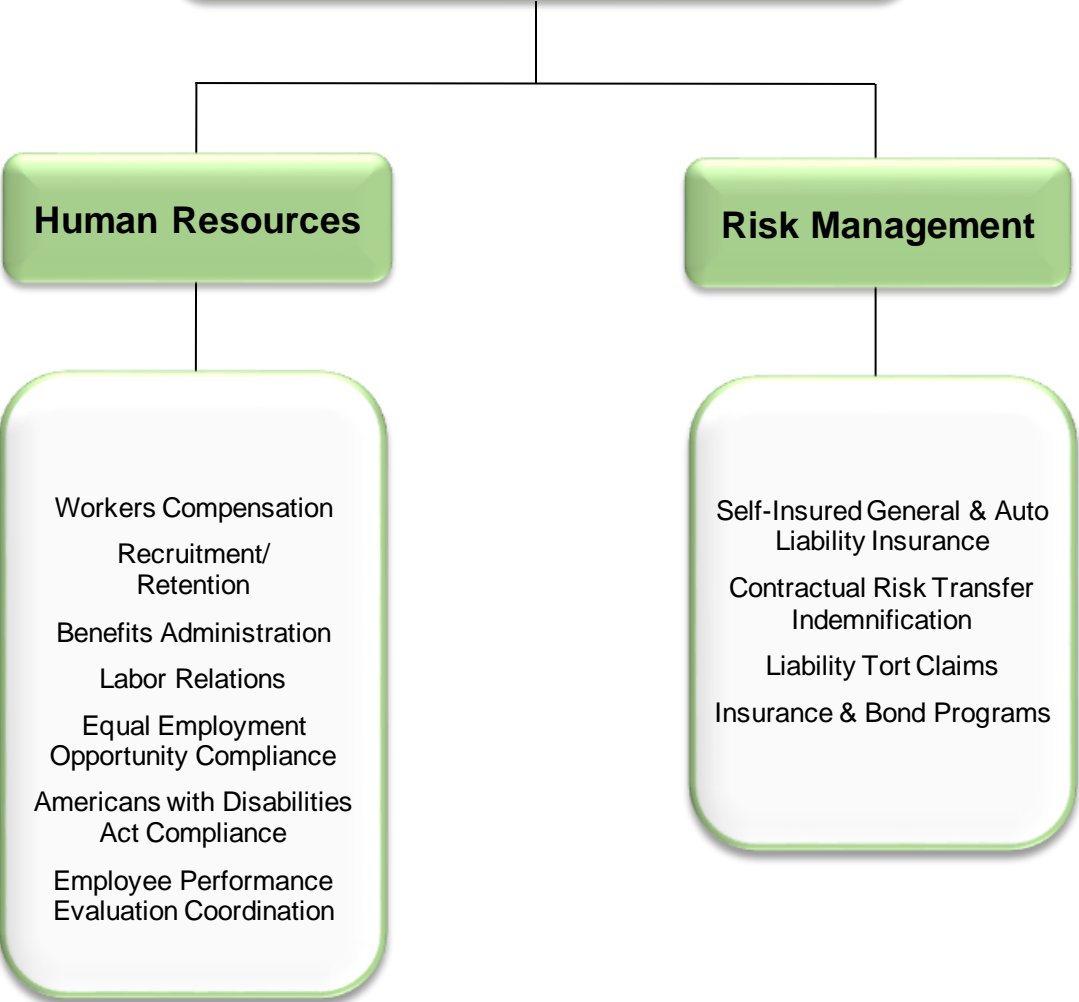 Human Resources
Risk Management
Workers Compensation
Recruitment/
Retention
Benefits Administration
Labor Relations
Equal Employment
Opportunity Compliance
Americans with Disabilities
Act Compliance
Employee Performance
Evaluation Coordination
Self-Insured General & Auto
Liability Insurance
Contractual Risk Transfer
Indemnification
Liability Tort Claims
Insurance & Bond Programs